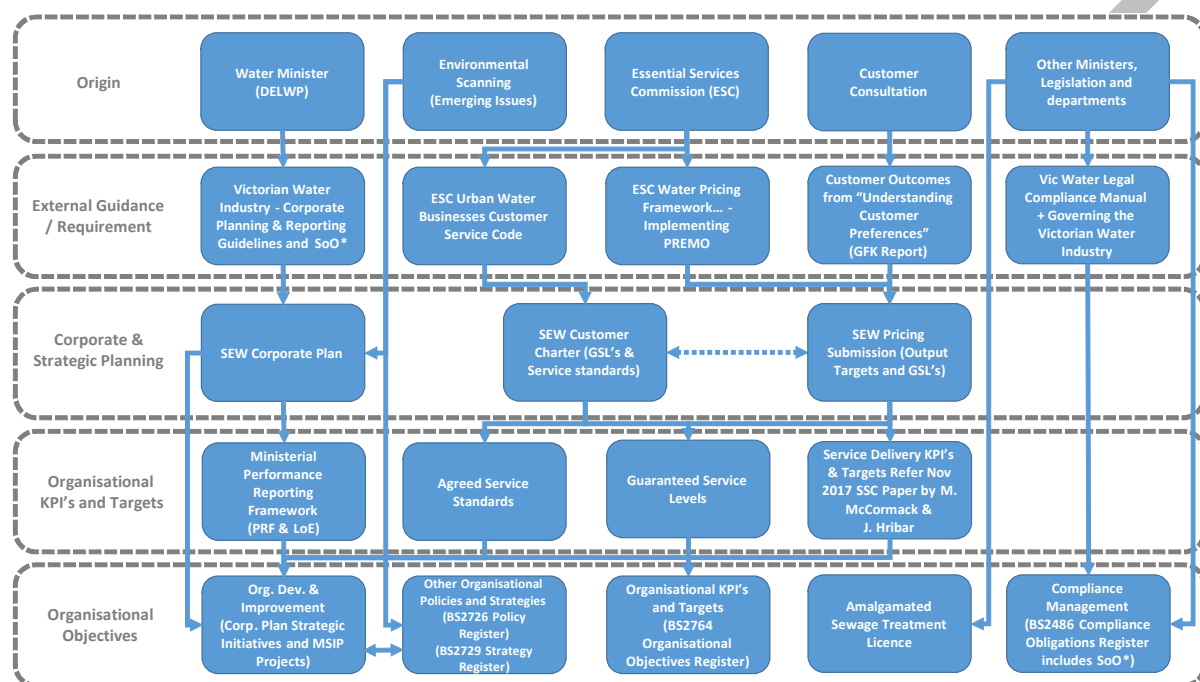 Origin
Water Minister
(DELWP)
Environmental
Scanning
(Emerging Issues)
Essential Services
Commission (ESC)
Customer
Consultation
Other Ministers,
Legislation and
departments
External Guidance
/ Requirement
Victorian Water
Industry - Corporate
Planning & Reporting
Guidelines and SoO*
ESC Urban Water
Businesses Customer
Service Code
ESC Water Pricing
Framework... -
Implementing
PREMO
Customer Outcomes
from “Understanding
Customer
Preferences”
(GFK Report)
Vic Water Legal
Compliance Manual
+ Governing the
Victorian Water
Industry
Corporate &
Strategic Planning
SEW Corporate Plan
SEW Customer
Charter (GSL's &
Service standards)
SEW Pricing
Submission (Output
Targets and GSL's)
Organisational
KPI's and Targets
Ministerial
Performance
Reporting
Framework
(PRF & LoE)
Agreed Service
Standards
Guaranteed Service
Levels
Service Delivery KPI's
& Targets Refer Nov
2017 SSC Paper by M.
McCormack &
J. Hribar
Organisational
Objectives
Org. Dev. &
Improvement
(Corp. Plan Strategic
Initiatives and MSIP
Projects)
Other Organisational
Policies and Strategies
(BS2726 Policy
Register)
(BS2729 Strategy
Register)
Organisational KPI's
and Targets
(BS2764
Organisational
Objectives Register)
Amalgamated
Sewage Treatment
Licence
Compliance
Management
(BS2486 Compliance
Obligations Register
includes SoO*)